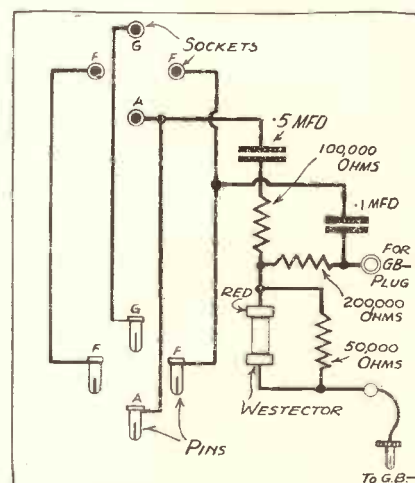 G
SOCKETS
F
F
A
.5 MFD
100,000
OHMS
.1 MFD
FOR
GB-
PLUG
RED
200,000
OHMS
G
50,000
OHMS
F
F
A
WESTECTOR
PINS
TO G.B-